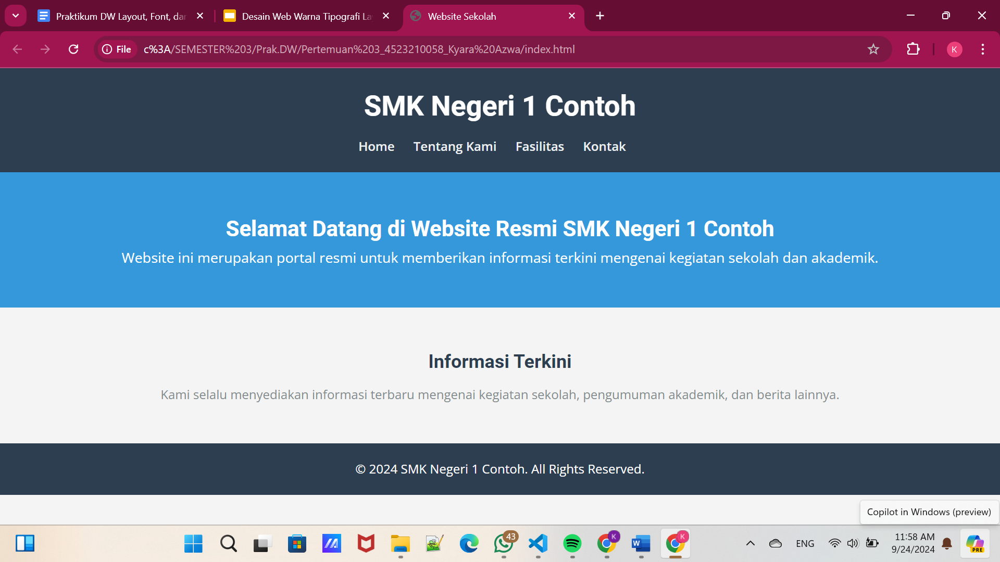 Praktikum DW Layout, Font, dar
Desain Web Warna Tipografi La
Website Sekolah
File
c%3A/SEMESTER%203/Prak.DW/Pertemuan%203_4523210058_Kyara%20Azwa/index.html
K
SMK Negeri 1 Contoh
Home Tentang Kami Fasilitas Kontak
Selamat Datang di Website Resmi SMK Negeri 1 Contoh
Website ini merupakan portal resmi untuk memberikan informasi terkini mengenai kegiatan sekolah dan akademik.
Informasi Terkini
Kami selalu menyediakan informasi terbaru mengenai kegiatan sekolah, pengumuman akademik, dan berita lainnya.
© 2024 SMK Negeri 1 Contoh. All Rights Reserved.
Copilot in Windows (preview)
43
K
W
K
ENG
11:58 AM
9/24/2024
PRE